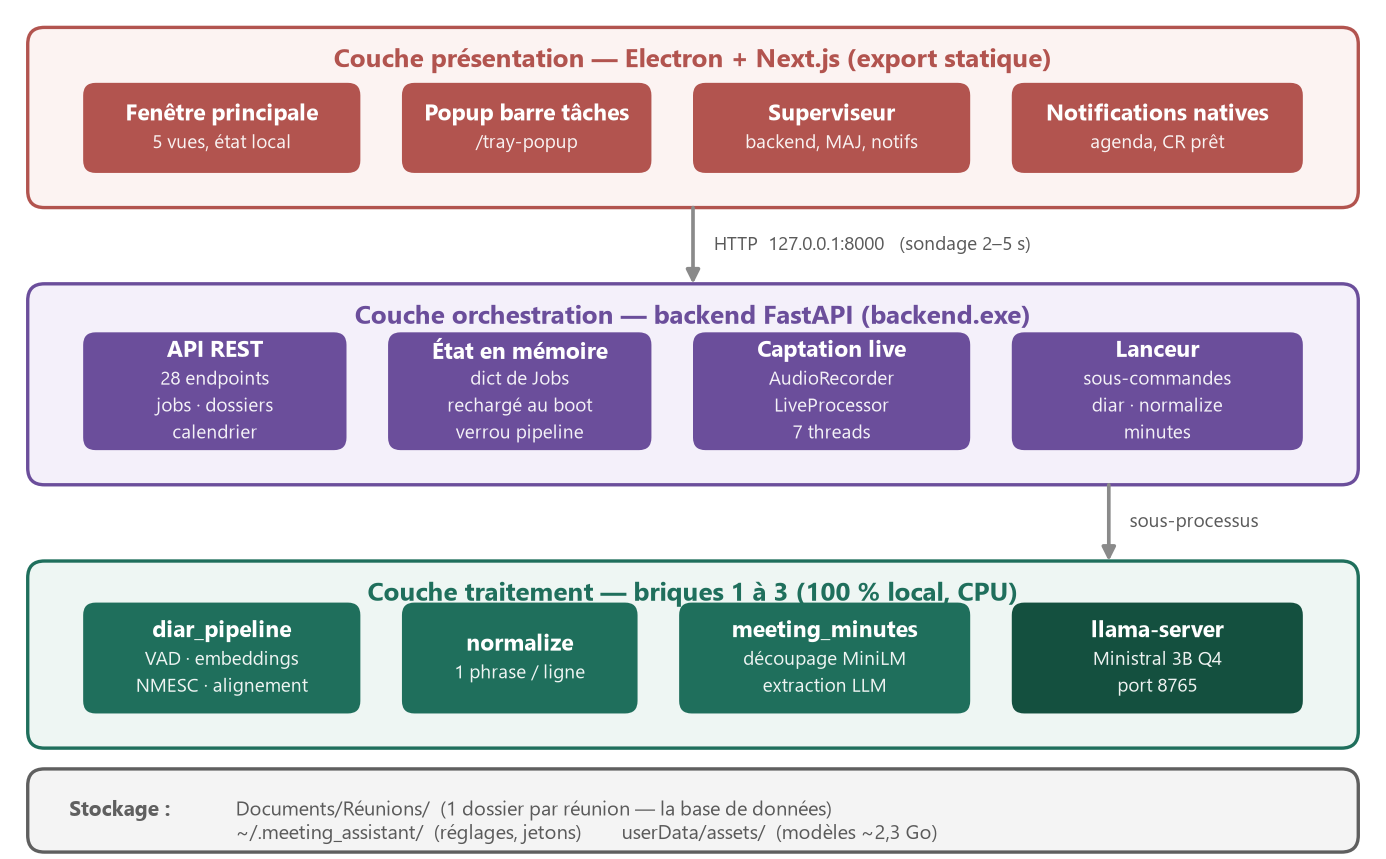 Couche présentation — Electron + Next.js (export statique)
Fenêtre principale
5 vues, état local
Popup barre tâches
/tray-popup
Superviseur
backend, MAJ, notifs
Notifications natives
agenda, CR prêt
HTTP 127.0.0.1:8000 (sondage 2–5 s)
Couche orchestration — backend FastAPI (backend.exe)
API REST
28 endpoints
jobs · dossiers
calendrier
État en mémoire
dict de Jobs
rechargé au boot
verrou pipeline
Captation live
AudioRecorder
LiveProcessor
7 threads
Lanceur
sous-commandes
diar · normalize
minutes
sous-processus
Couche traitement — briques 1 à 3 (100 % local, CPU)
diar_pipeline
VAD · embeddings
NMESC · alignement
normalize
1 phrase / ligne
meeting_minutes
découpage MiniLM
extraction LLM
llama-server
Ministral 3B Q4
port 8765
Stockage : Documents/Réunions/ (1 dossier par réunion — la base de données)
~/.meeting_assistant/ (réglages, jetons) userData/assets/ (modèles ~2,3 Go)